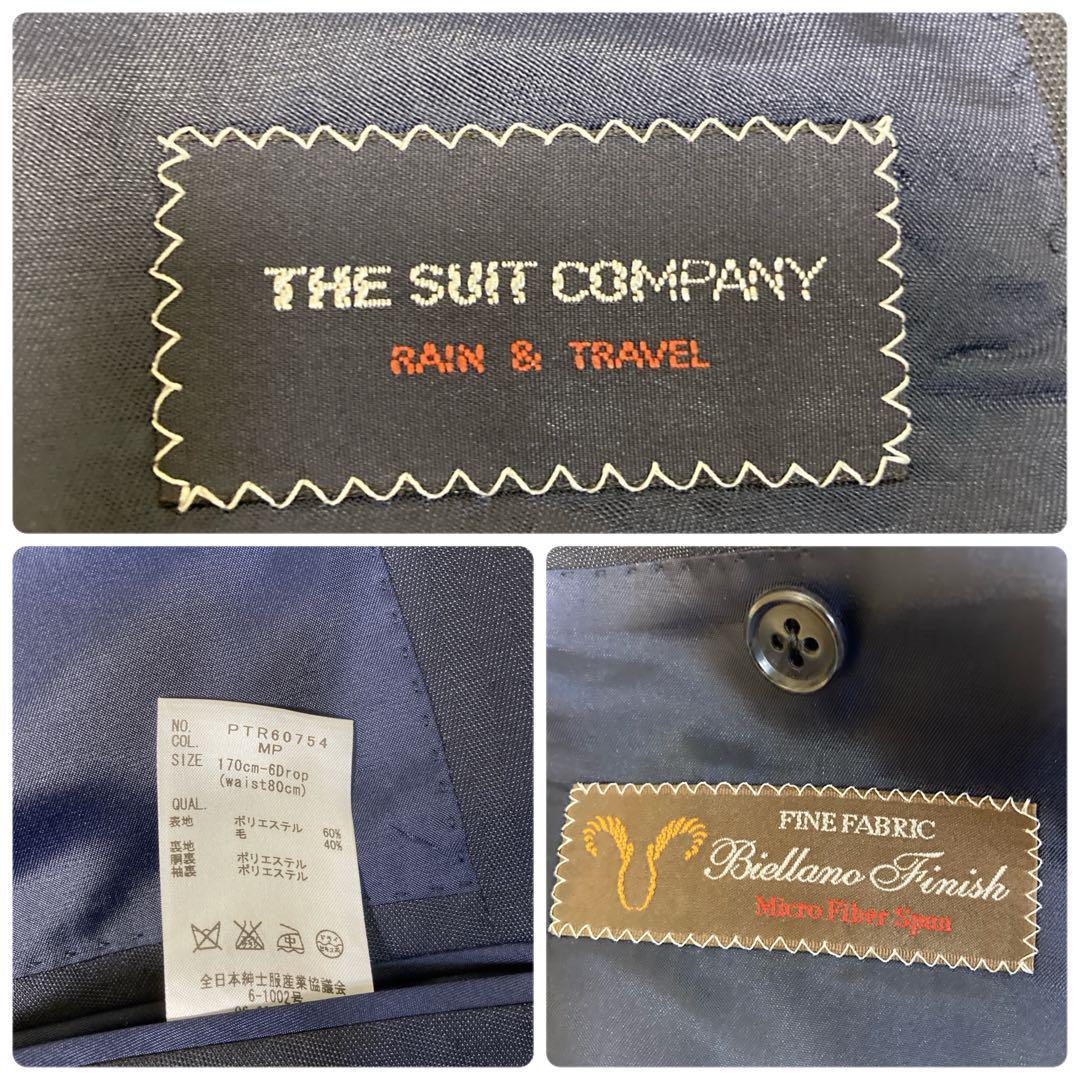 THE SUIT COMPANY
RAIN & TRAVEL
NO. PTR60754
COL. MP
SIZE 170cm-6Drop
(waist80cm)
QUAL.
表地 ポリエステル 60%
毛 40%
裏地
胴裏 ポリエステル
袖裏 ポリエステル
全日本紳士服産業協議会
6-1002号
FINE FABRIC
Biellano Finish
Micro Fiber Span